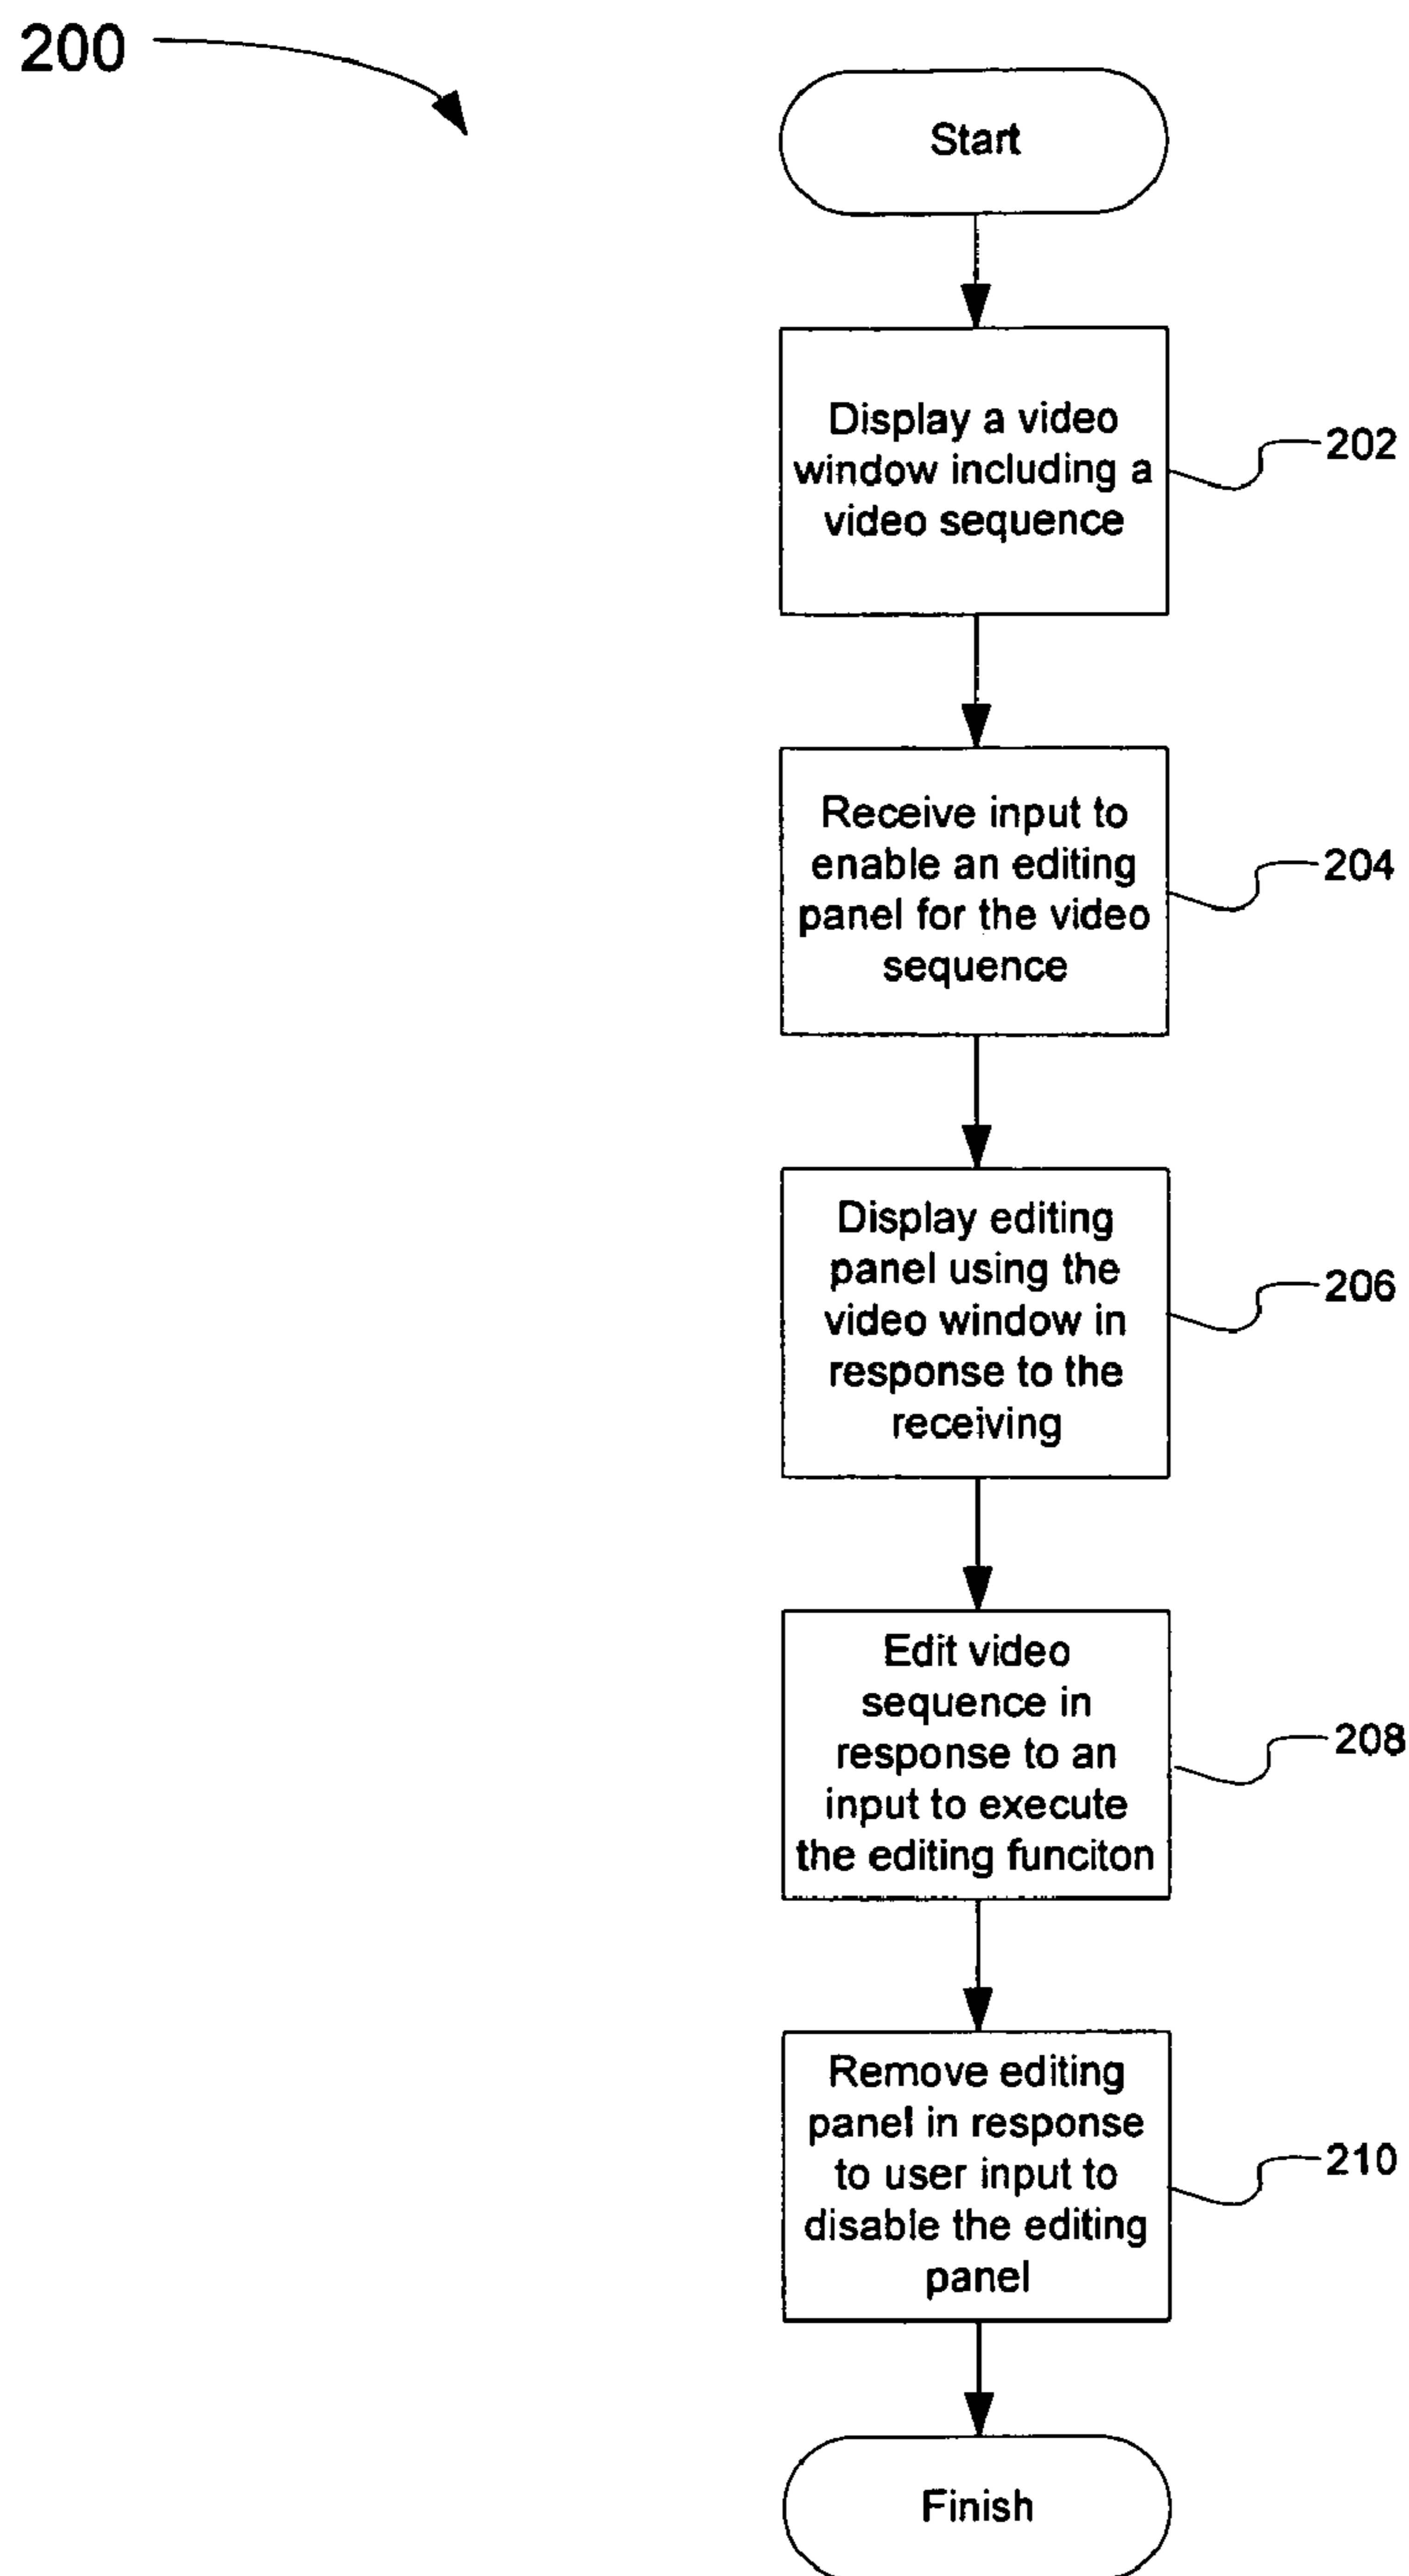 200
Start
Display a video
window including a
video sequence
202
Receive input to
enable an editing
panel for the video
sequence
204
Display editing
panel using the
video window in
response to the
receiving
206
Edit video
sequence in
response to an
input to execute
the editing funciton
208
Remove editing
panel in response
to user input to
disable the editing
panel
210
Finish